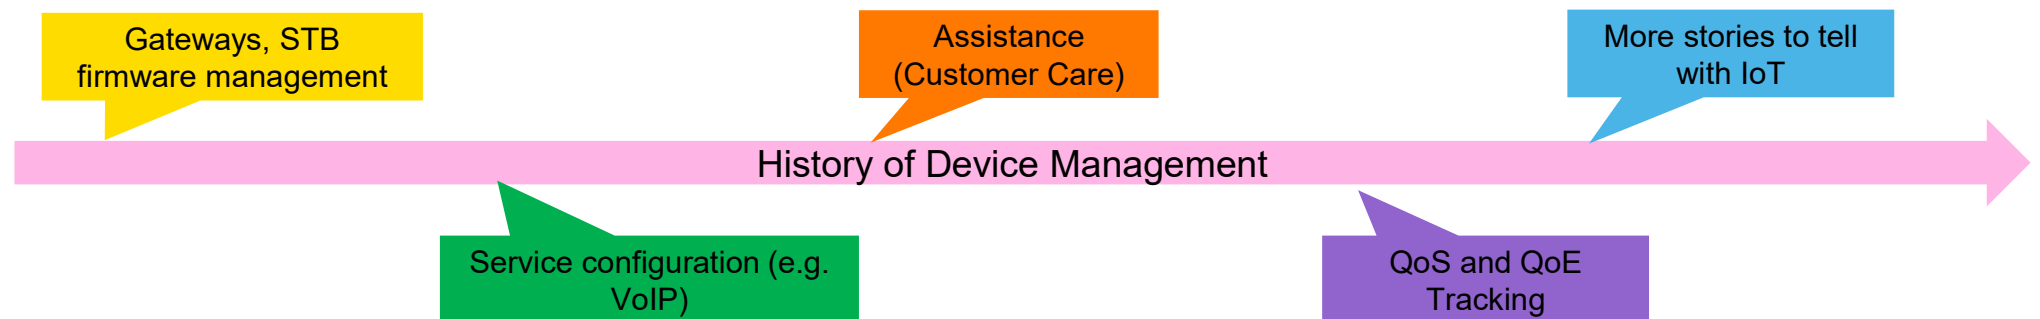 Gateways, STB
firmware management
Assistance
(Customer Care)
More stories to tell
with IoT
History of Device Management
Service configuration (e.g.
VoIP)
QoS and QoE
Tracking